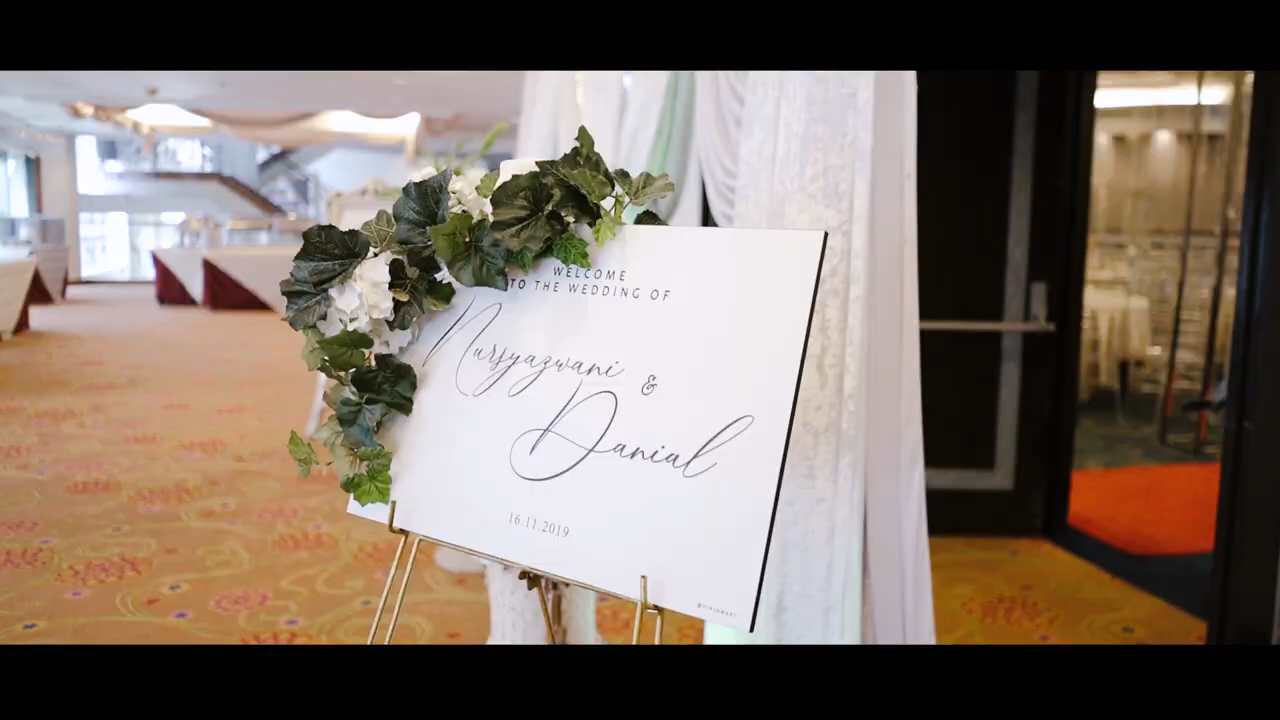 WELCOME
TO THE WEDDING OF
Nursyazwani
&
Danial
16.11.2019